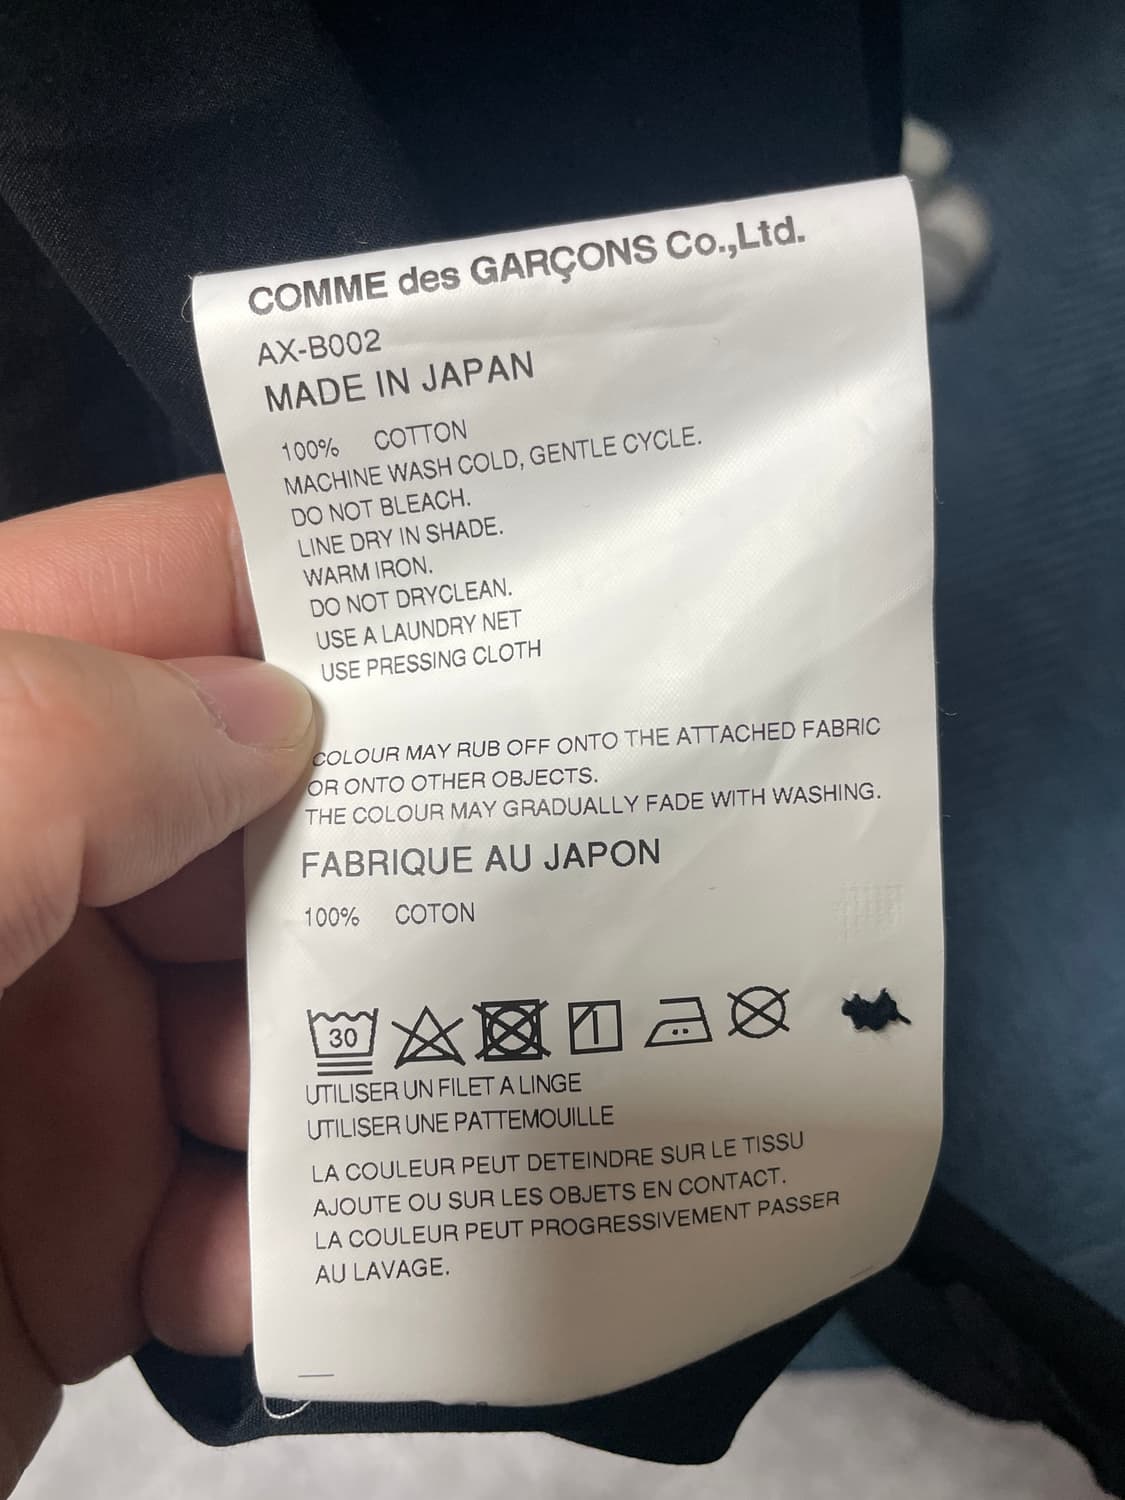 COMME des GARÇONS Co.,Ltd.
AX-B002
MADE IN JAPAN
100% COTTON
MACHINE WASH COLD, GENTLE CYCLE.
DO NOT BLEACH.
LINE DRY IN SHADE.
WARM IRON.
DO NOT DRYCLEAN.
USE A LAUNDRY NET
USE PRESSING CLOTH
COLOUR MAY RUB OFF ONTO THE ATTACHED FABRIC
OR ONTO OTHER OBJECTS.
THE COLOUR MAY GRADUALLY FADE WITH WASHING.
FABRIQUE AU JAPON
100% COTON
30
UTILISER UN FILET A LINGE
UTILISER UNE PATTEMOUILLE
LA COULEUR PEUT DETEINDRE SUR LE TISSU
AJOUTE OU SUR LES OBJETS EN CONTACT.
LA COULEUR PEUT PROGRESSIVEMENT PASSER
AU LAVAGE.